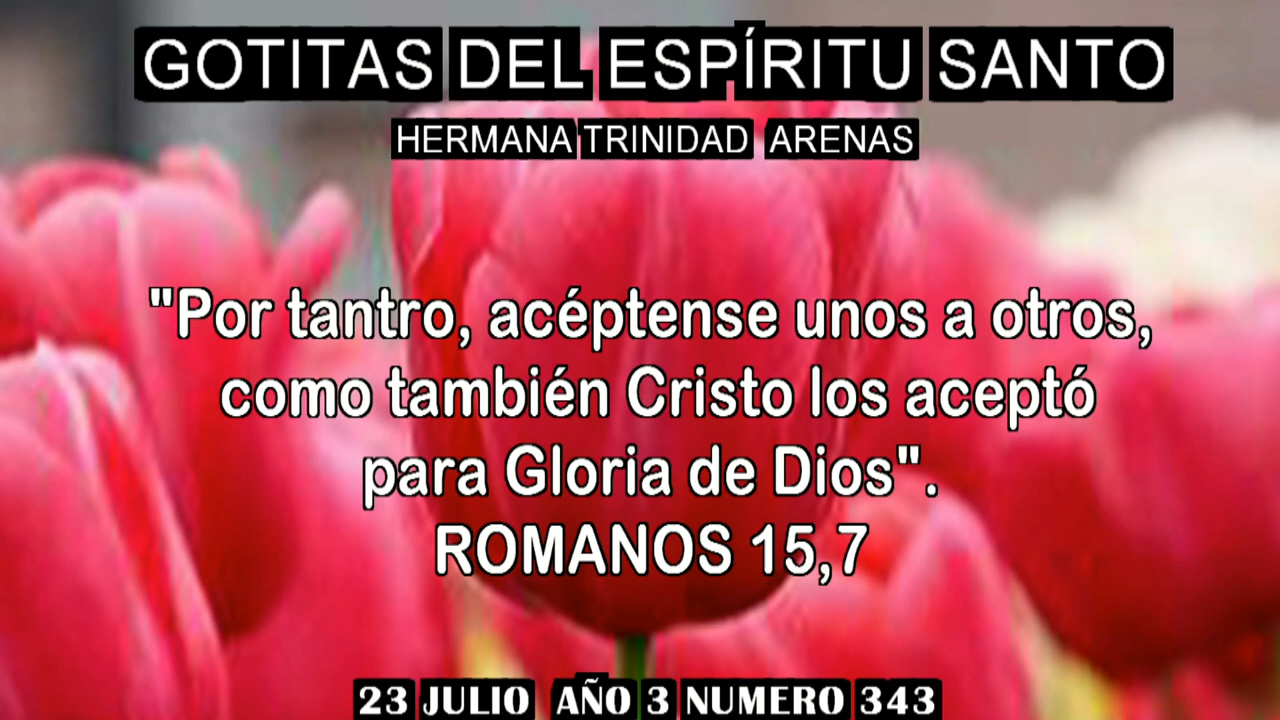 GOTITAS DEL ESPÍRITU SANTO
HERMANA TRINIDAD ARENAS
"Por tantro, acéptense unos a otros,
como también Cristo los aceptó
para Gloria de Dios".
ROMANOS 15,7
23 JULIO AÑO 3 NUMERO 343